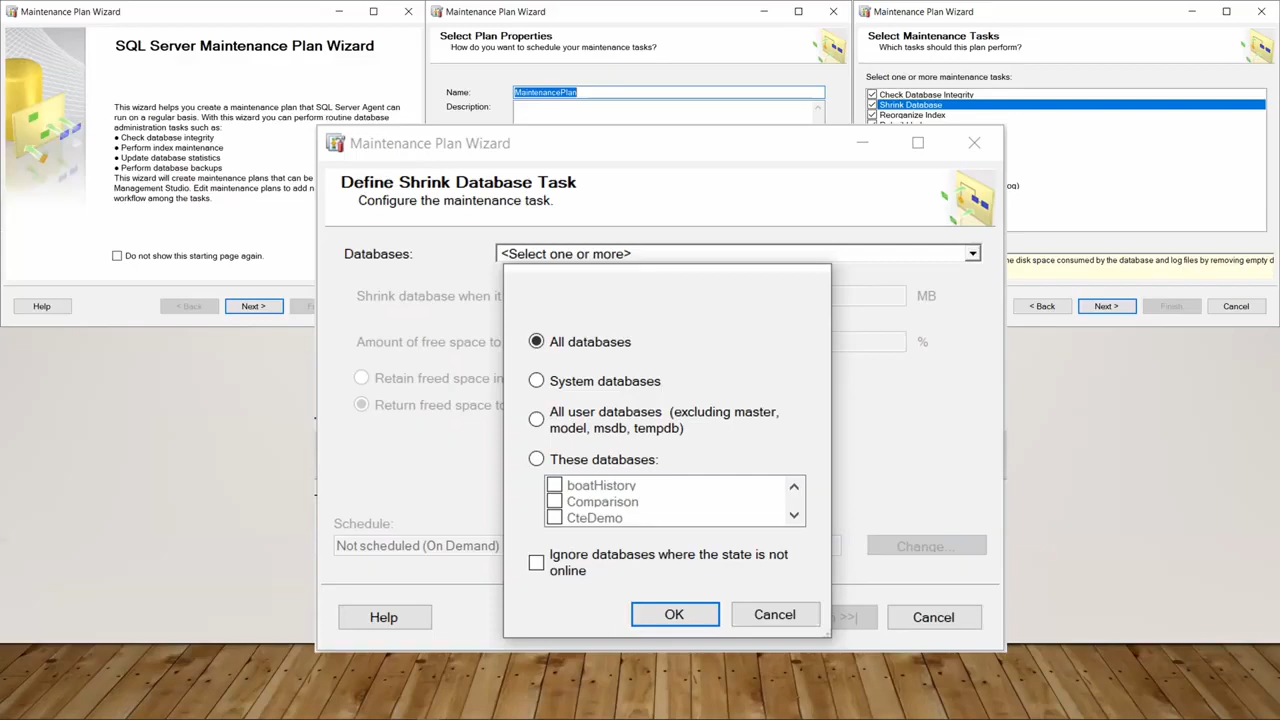 Maintenance Plan Wizard
SQL Server Maintenance Plan Wizard
This wizard helps you create a maintenance plan that SQL Server Agent can
run on a regular basis. With this wizard you can perform routine database
administration tasks such as:
● Check database integrity
● Perform index maintenance
● Update database statistics
● Perform database backups
This wizard will create maintenance plans that can be
Management Studio. Edit maintenance plans to add n
workflow among the tasks.
Do not show this starting page again.
Help
< Back
Next >
Maintenance Plan Wizard
Select Plan Properties
How do you want to schedule your maintenance tasks?
Name:
MaintenancePlan
Description:
Maintenance Plan Wizard
Select Maintenance Tasks
Which tasks should this plan perform?
Select one or more maintenance tasks:
Check Database Integrity
Shrink Database
Reorganize Index
he disk space consumed by the database and log files by removing empty d
< Back
Next >
Finish
Cancel
Maintenance Plan Wizard
Define Shrink Database Task
Configure the maintenance task.
Databases:
<Select one or more>
Shrink database when it
MB
Amount of free space to
%
Retain freed space in
Return freed space to
All databases
System databases
All user databases (excluding master,
model, msdb, tempdb)
These databases:
boatHistory
Comparison
CteDemo
Ignore databases where the state is not
online
OK
Cancel
Schedule:
Not scheduled (On Demand)
Change...
Help
>>|
Cancel